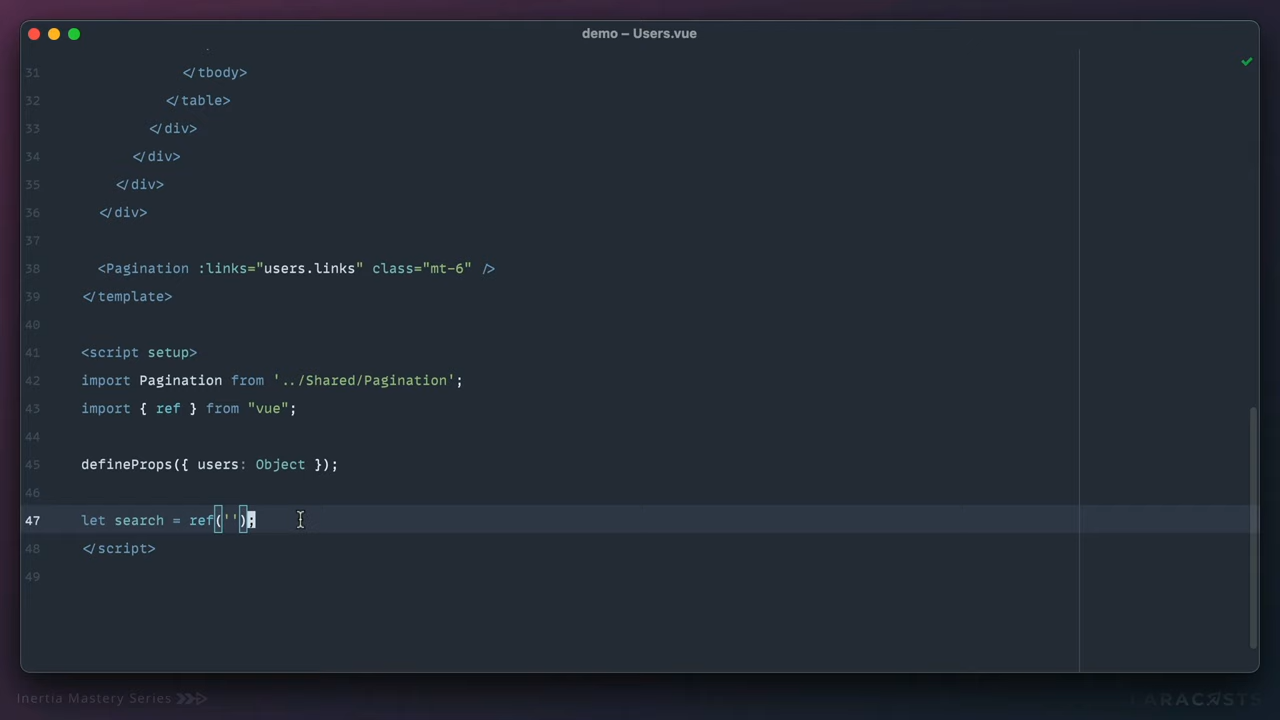 demo – Users.vue
31 </tbody>
32 </table>
33 </div>
34 </div>
35 </div>
36 </div>
37
38 <Pagination :links="users.links" class="mt-6" />
39 </template>
40
41 <script setup>
42 import Pagination from '../Shared/Pagination';
43 import { ref } from "vue";
44
45 defineProps({ users: Object });
46
47 let search = ref('');
48 </script>
49
Inertia Mastery Series
LARACASTS